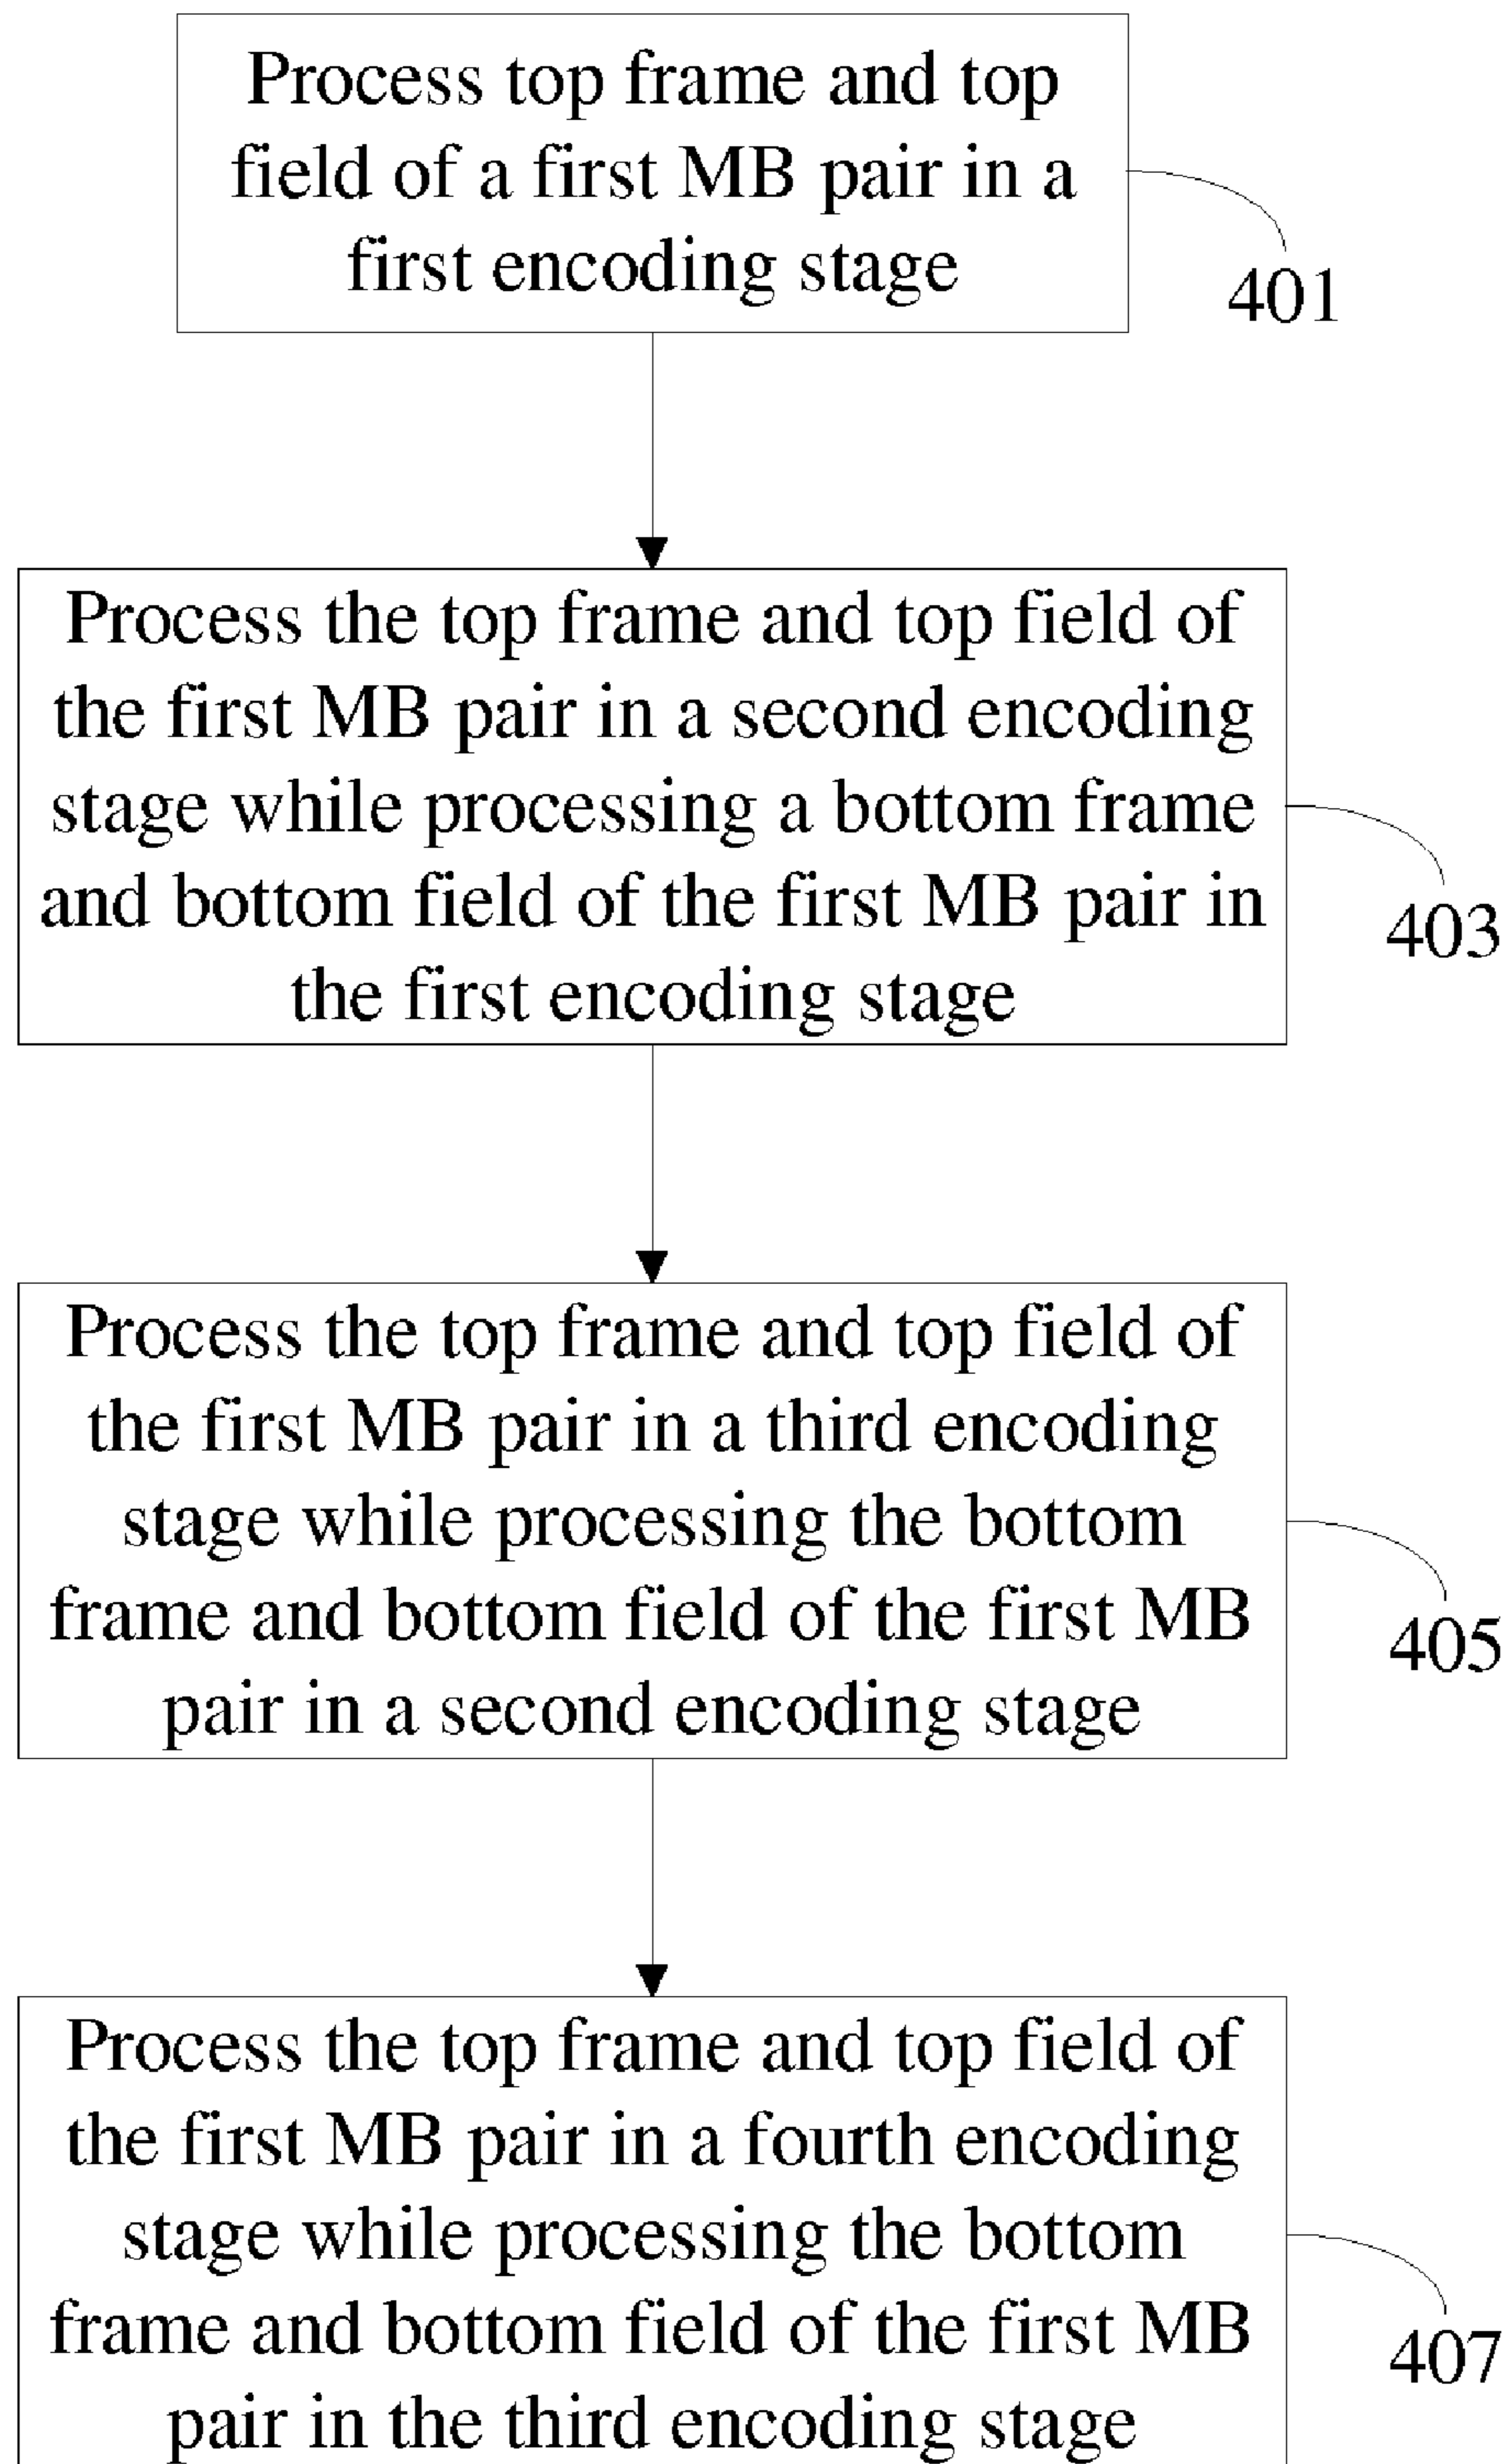 Process top frame and top
field of a first MB pair in a
first encoding stage
401
Process the top frame and top field of
the first MB pair in a second encoding
stage while processing a bottom frame
and bottom field of the first MB pair in
the first encoding stage
403
Process the top frame and top field of
the first MB pair in a third encoding
stage while processing the bottom
frame and bottom field of the first MB
pair in a second encoding stage
405
Process the top frame and top field of
the first MB pair in a fourth encoding
stage while processing the bottom
frame and bottom field of the first MB
pair in the third encoding stage
407